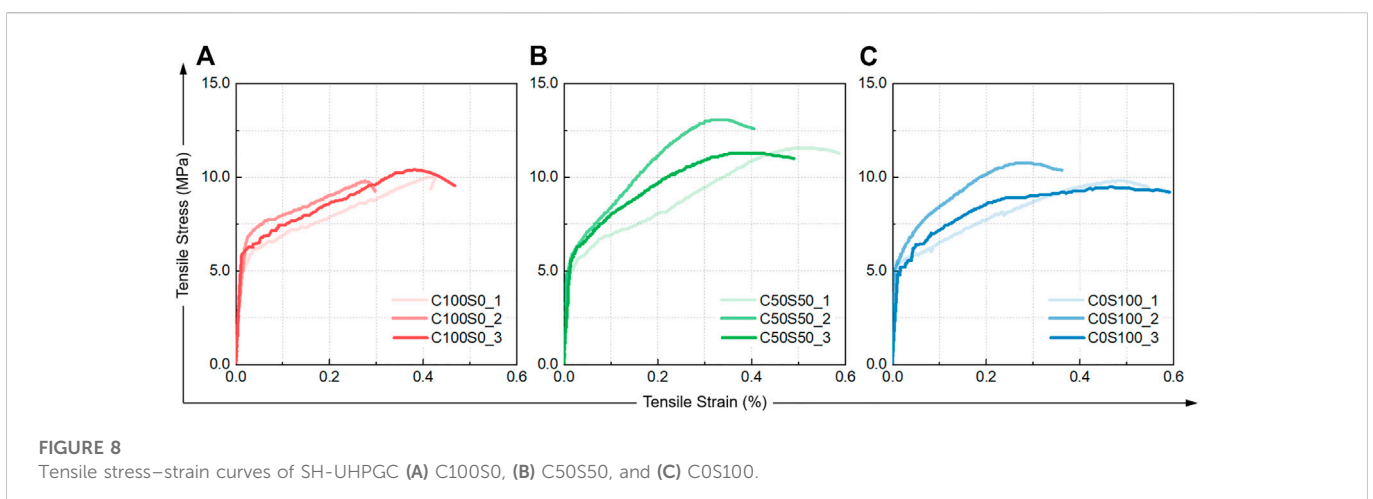 A
B
C
Tensile Stress (MPa)
15.0
10.0
5.0
0.0
C100S0_1
C100S0_2
C100S0_3
0.0
0.2
0.4
0.6
15.0
10.0
5.0
0.0
C50S50_1
C50S50_2
C50S50_3
0.0
0.2
0.4
0.6
15.0
10.0
5.0
0.0
C0S100_1
C0S100_2
C0S100_3
0.0
0.2
0.4
0.6
Tensile Strain (%)
FIGURE 8
Tensile stress–strain curves of SH-UHPGC (A) C100S0, (B) C50S50, and (C) C0S100.